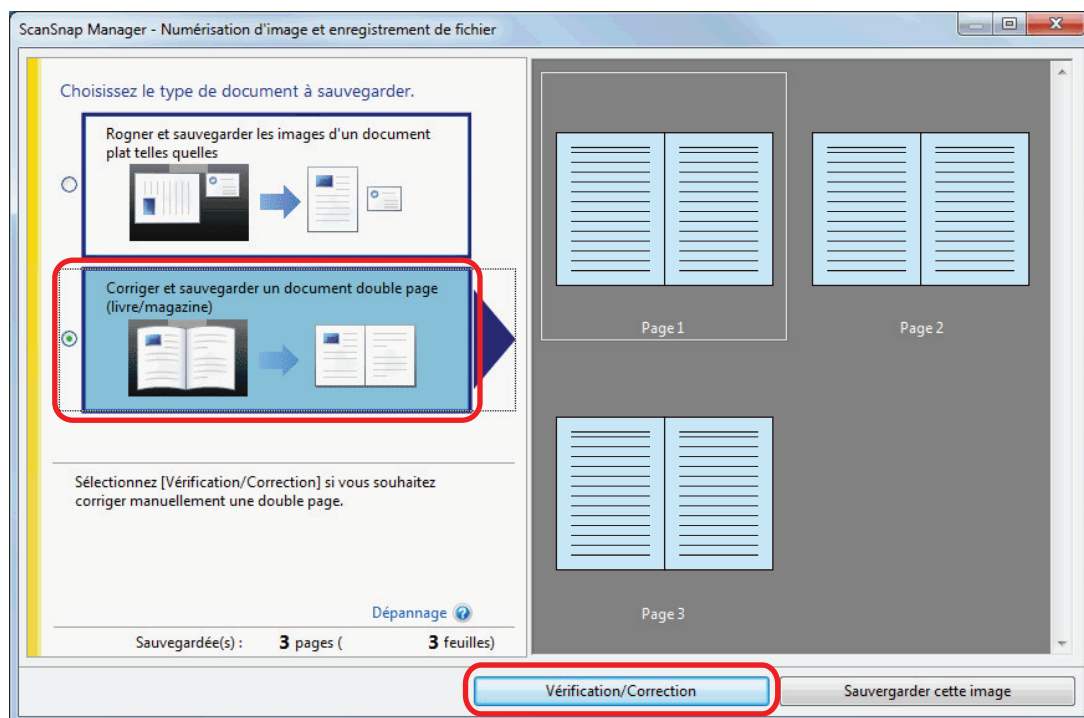 ScanSnap Manager - Numérisation d'image et enregistrement de fichier
Choisissez le type de document à sauvegarder.
Rogner et sauvegarder les images d'un document
plat telles quelles
Corriger et sauvegarder un document double page
(livre/magazine)
Sélectionnez [Vérification/Correction] si vous souhaitez
corriger manuellement une double page.
Dépannage
Sauvegardée(s) : 3 pages ( 3 feuilles)
Page 1
Page 2
Page 3
Vérification/Correction
Sauvergarder cette image